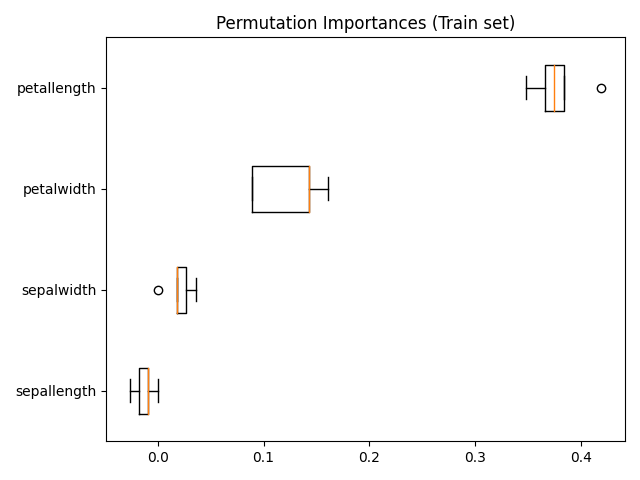 Permutation Importances (Train set)
petallength
petalwidth
sepalwidth
sepallength
0.0 0.1 0.2 0.3 0.4